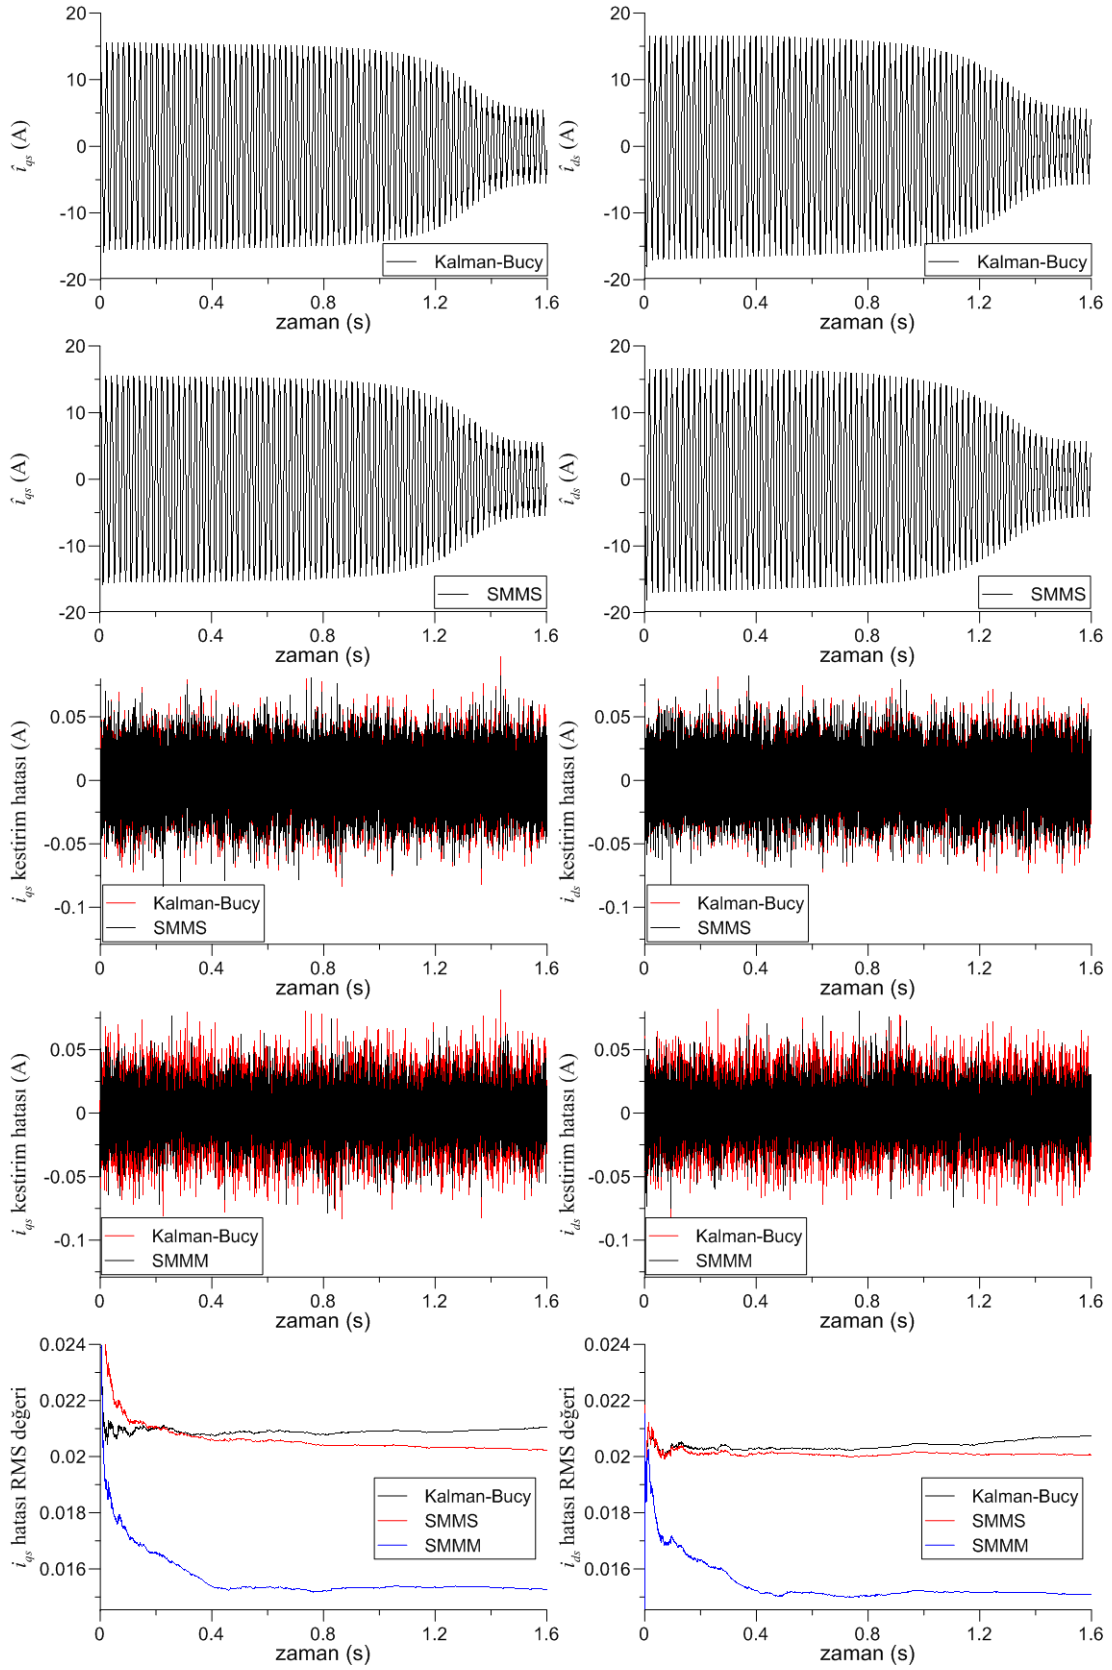 20
10
0
-10
-20
î_qs (A)
Kalman-Bucy
0 0.4 0.8 1.2 1.6
zaman (s)
20
10
0
-10
-20
î_ds (A)
Kalman-Bucy
0 0.4 0.8 1.2 1.6
zaman (s)
20
10
0
-10
-20
î_qs (A)
SMMS
0 0.4 0.8 1.2 1.6
zaman (s)
20
10
0
-10
-20
î_ds (A)
SMMS
0 0.4 0.8 1.2 1.6
zaman (s)
0.05
0
-0.05
-0.1
i_qs kestirim hatası (A)
Kalman-Bucy
SMMS
0 0.4 0.8 1.2 1.6
zaman (s)
0.05
0
-0.05
-0.1
i_ds kestirim hatası (A)
Kalman-Bucy
SMMS
0 0.4 0.8 1.2 1.6
zaman (s)
0.05
0
-0.05
-0.1
i_qs kestirim hatası (A)
Kalman-Bucy
SMMM
0 0.4 0.8 1.2 1.6
zaman (s)
0.05
0
-0.05
-0.1
i_ds kestirim hatası (A)
Kalman-Bucy
SMMM
0 0.4 0.8 1.2 1.6
zaman (s)
0.024
0.022
0.02
0.018
0.016
i_qs hatası RMS değeri
Kalman-Bucy
SMMS
SMMM
0 0.4 0.8 1.2 1.6
zaman (s)
0.024
0.022
0.02
0.018
0.016
i_ds hatası RMS değeri
Kalman-Bucy
SMMS
SMMM
0 0.4 0.8 1.2 1.6
zaman (s)